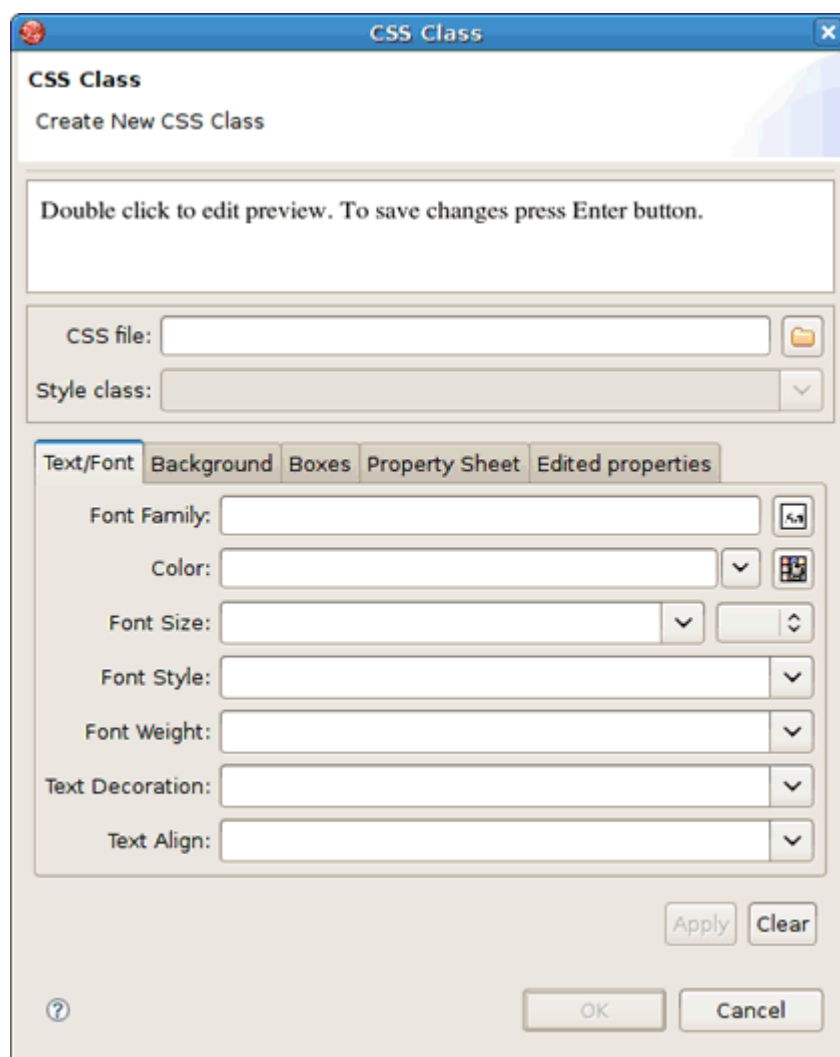 CSS Class
CSS Class
Create New CSS Class
Double click to edit preview. To save changes press Enter button.
CSS file:
Style class:
Text/Font Background Boxes Property Sheet Edited properties
Font Family:
Color:
Font Size:
Font Style:
Font Weight:
Text Decoration:
Text Align:
Apply Clear
? OK Cancel